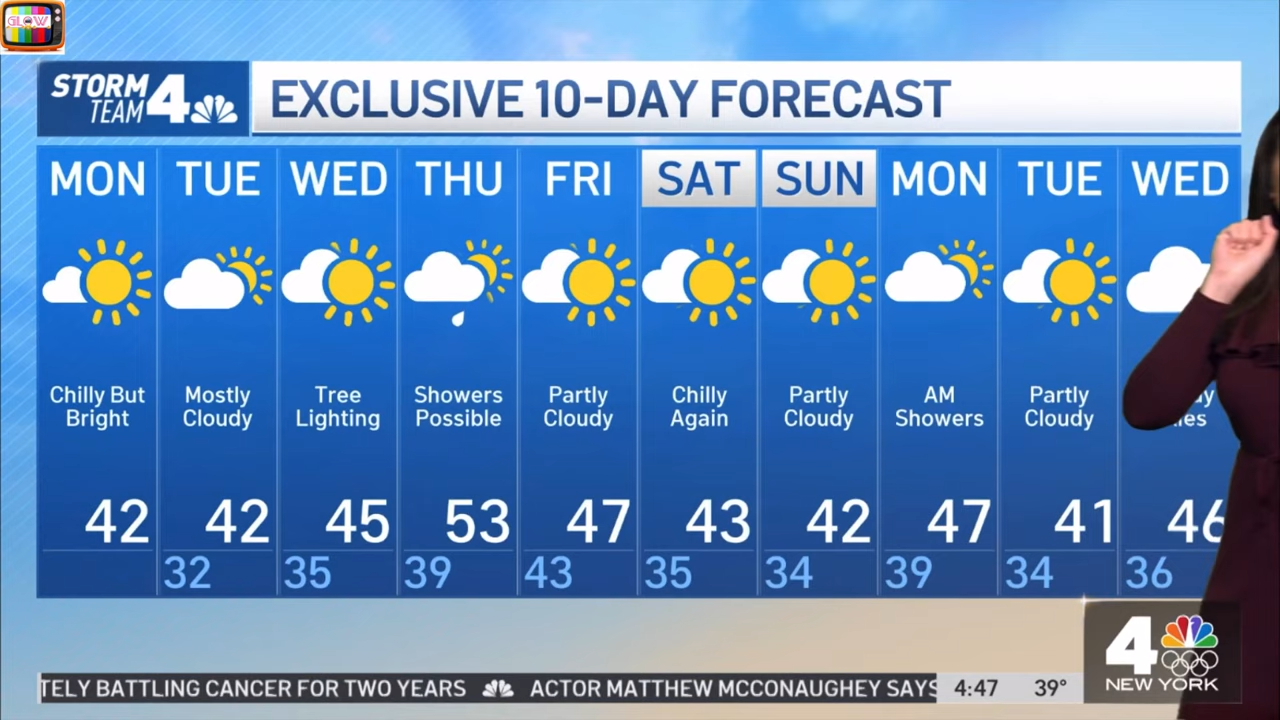 GLOW
STORM
TEAM 4
EXCLUSIVE 10-DAY FORECAST
MON TUE WED THU FRI SAT SUN MON TUE WED
Chilly But Bright
Mostly Cloudy
Tree Lighting
Showers Possible
Partly Cloudy
Chilly Again
Partly Cloudy
AM Showers
Partly Cloudy
42 42 45 53 47 43 42 47 41 46
32 35 39 43 35 34 39 34 36
4
NEW YORK
TELY BATTLING CANCER FOR TWO YEARS ACTOR MATTHEW MCCONAUGHEY SAYS 4:47 39°